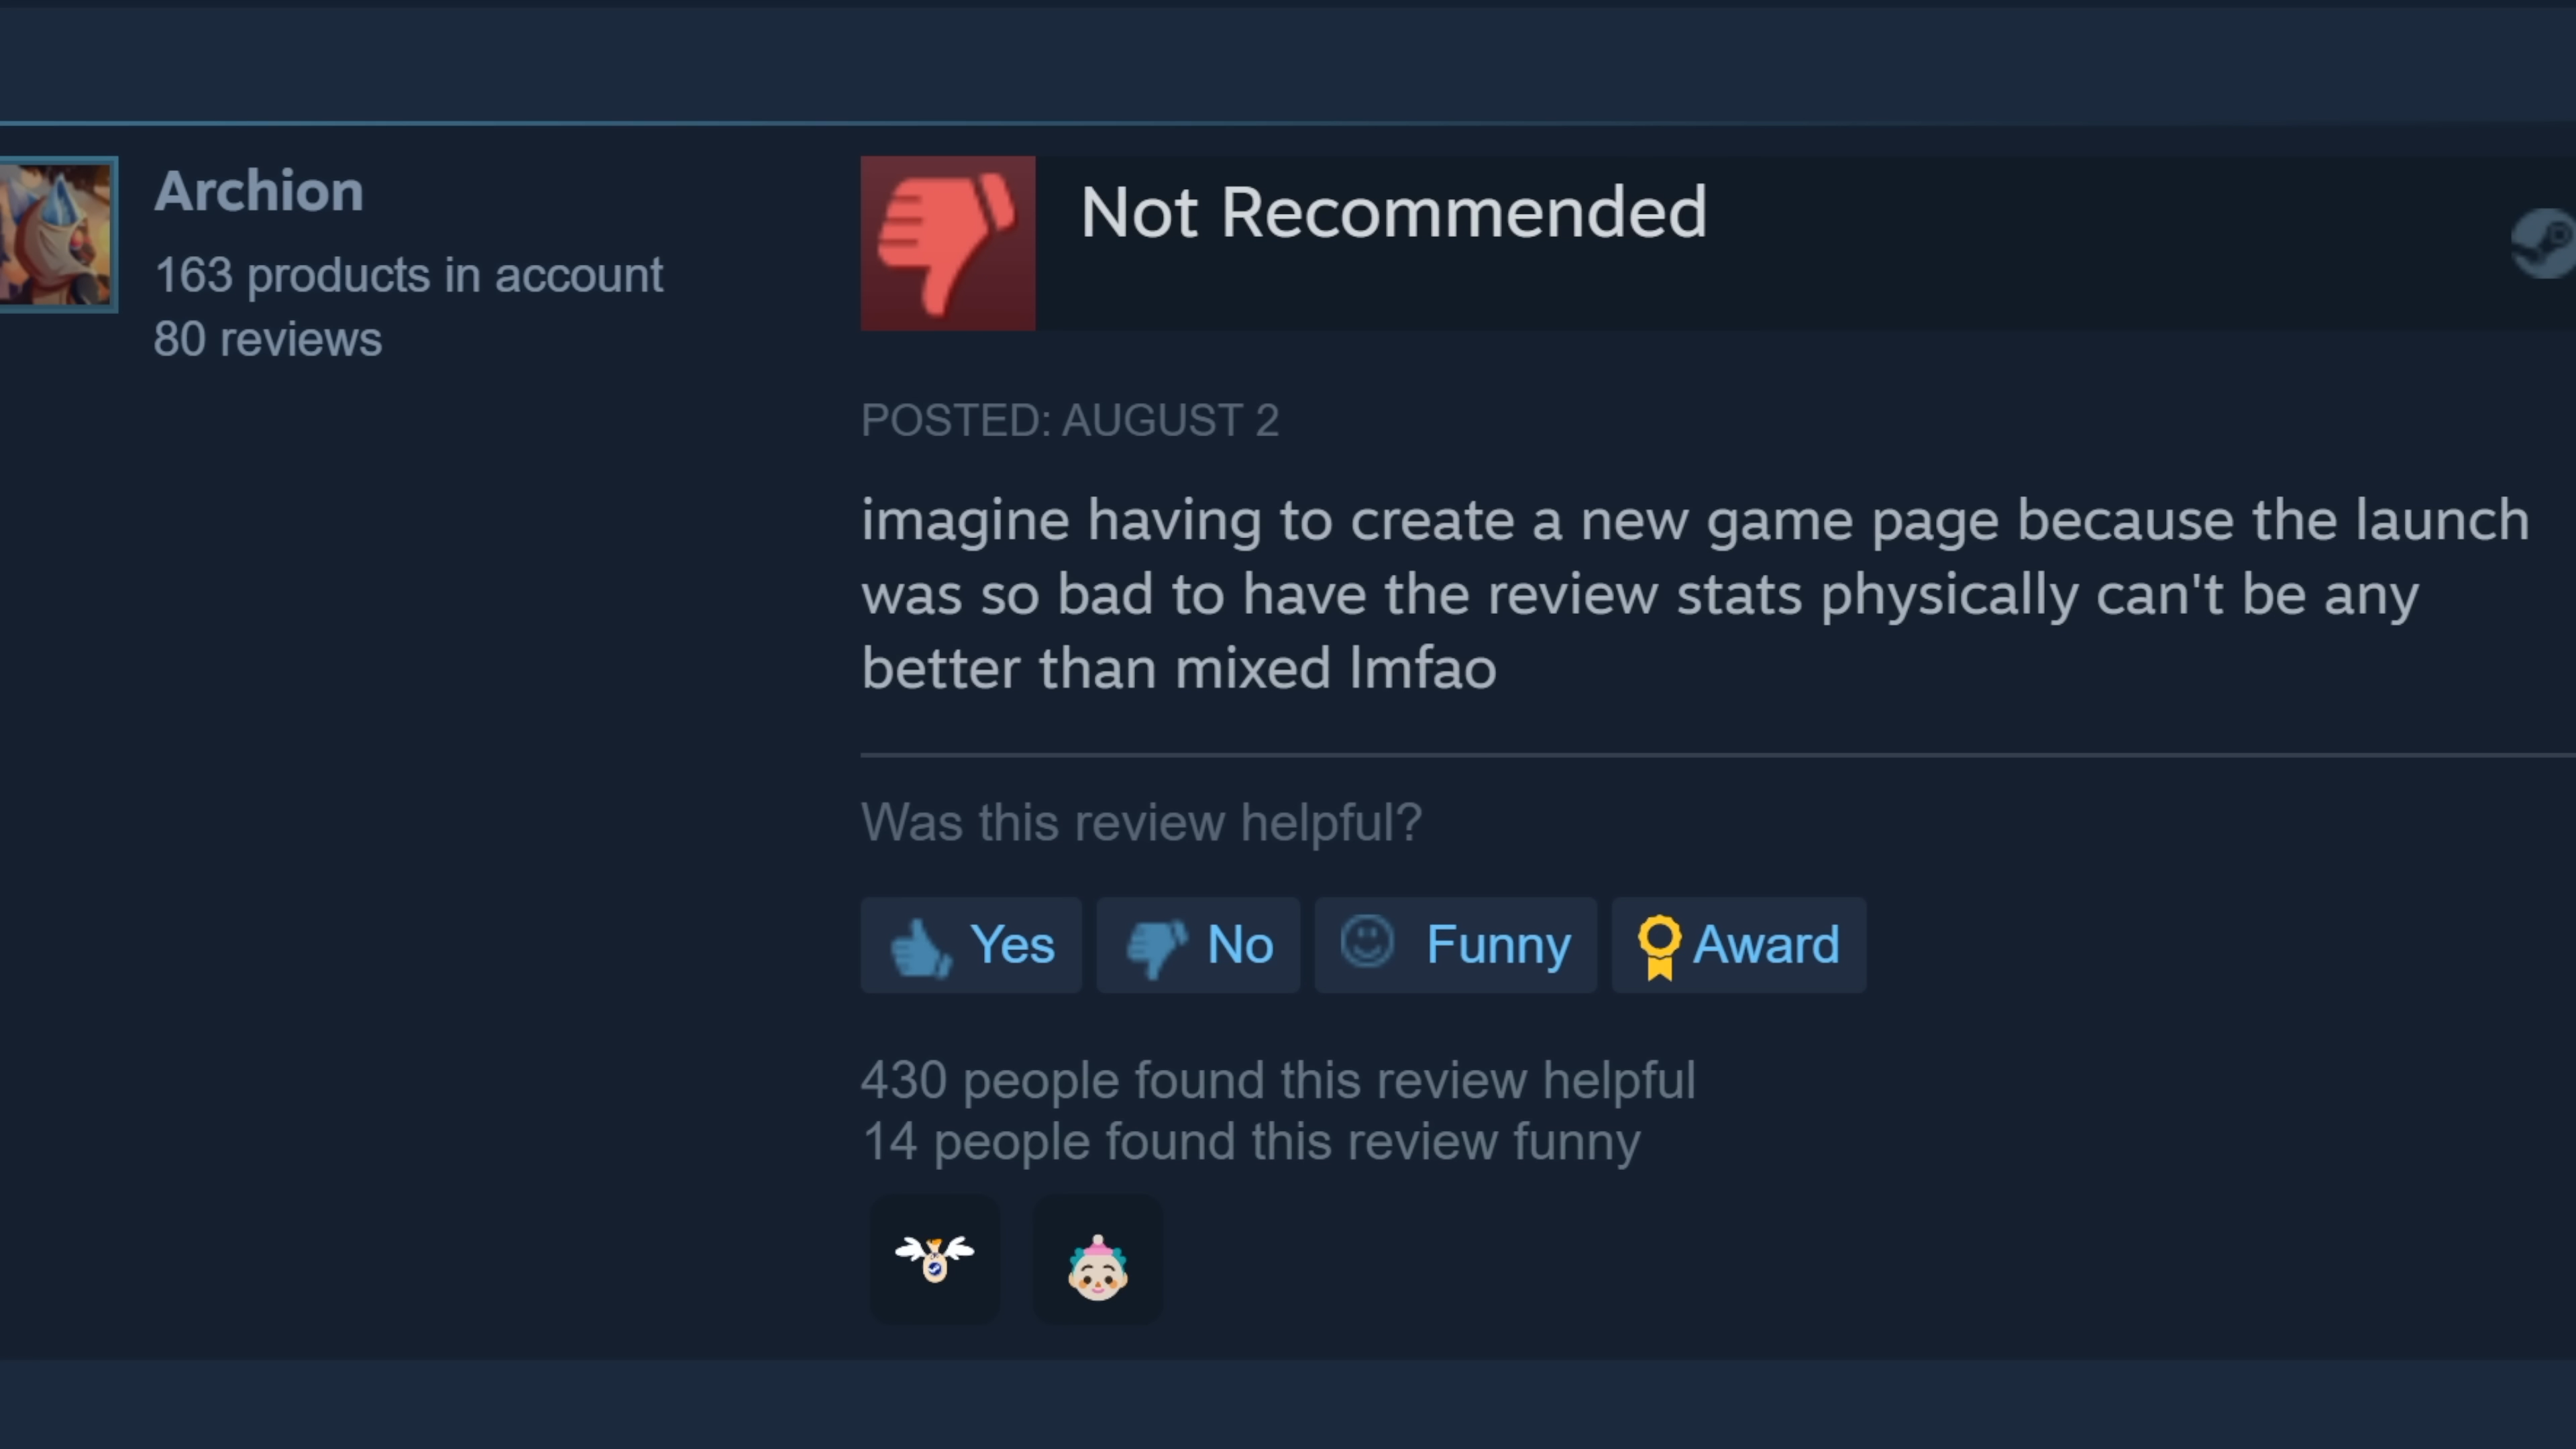 Archion
163 products in account
80 reviews
Not Recommended
POSTED: AUGUST 2
imagine having to create a new game page because the launch
was so bad to have the review stats physically can't be any
better than mixed lmfao
Was this review helpful?
Yes No Funny Award
430 people found this review helpful
14 people found this review funny